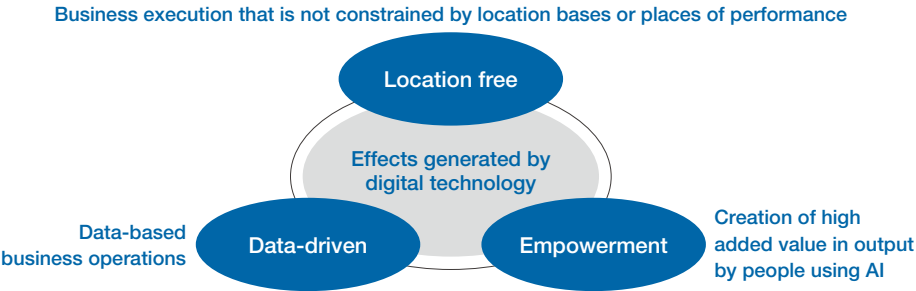 Business execution that is not constrained by location bases or places of performance
Location free
Effects generated by
digital technology
Data-based
business operations
Data-driven
Empowerment
Creation of high
added value in output
by people using AI